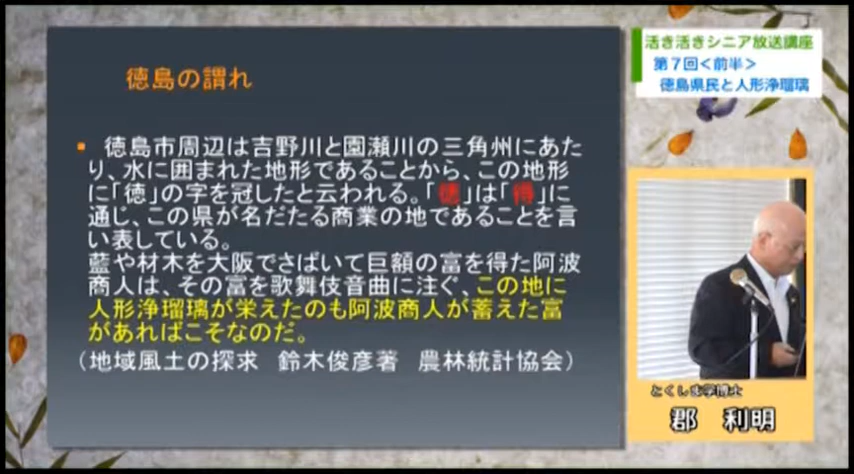 徳島の謂れ
▪ 徳島市周辺は吉野川と園瀬川の三角州にあた
り、水に囲まれた地形であることから、この地形
に「徳」の字を冠したと云われる。「徳」は「得」に
通じ、この県が名だたる商業の地であることを言
い表している。
藍や材木を大阪でさばいて巨額の富を得た阿波
商人は、その富を歌舞伎音曲に注ぐ、この地に
人形浄瑠璃が栄えたのも阿波商人が蓄えた富
があればこそなのだ。
（地域風土の探求　鈴木俊彦著　農林統計協会）
活き活きシニア放送講座
第７回＜前半＞
徳島県民と人形浄瑠璃
とくしま学博士
郡　利明